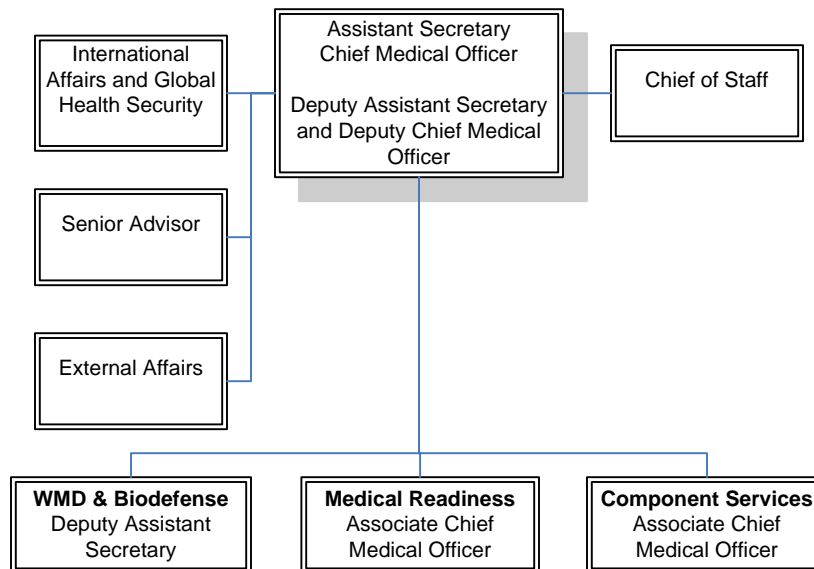 International
Affairs and Global
Health Security
Assistant Secretary
Chief Medical Officer
Deputy Assistant Secretary
and Deputy Chief Medical
Officer
Chief of Staff
Senior Advisor
External Affairs
WMD & Biodefense
Deputy Assistant
Secretary
Medical Readiness
Associate Chief
Medical Officer
Component Services
Associate Chief
Medical Officer